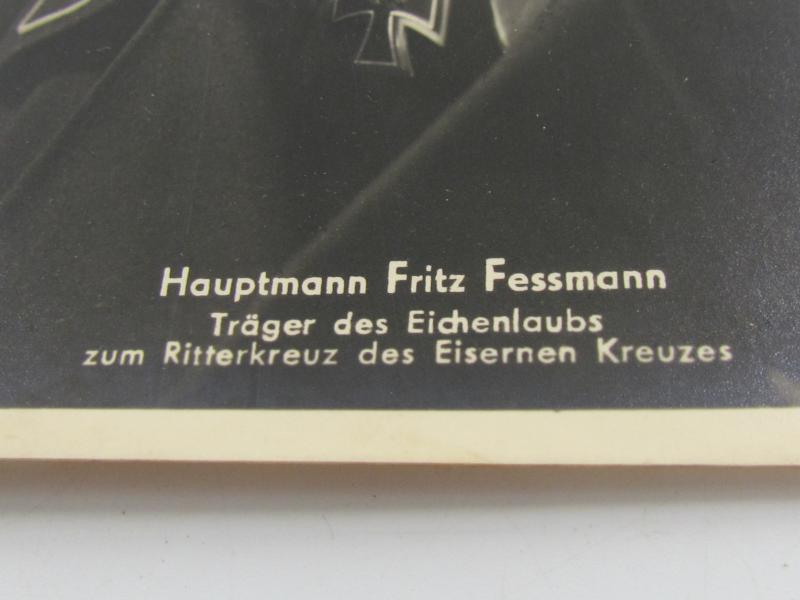 Hauptmann Fritz Fessmann
Träger des Eichenlaubs
zum Ritterkreuz des Eisernen Kreuzes